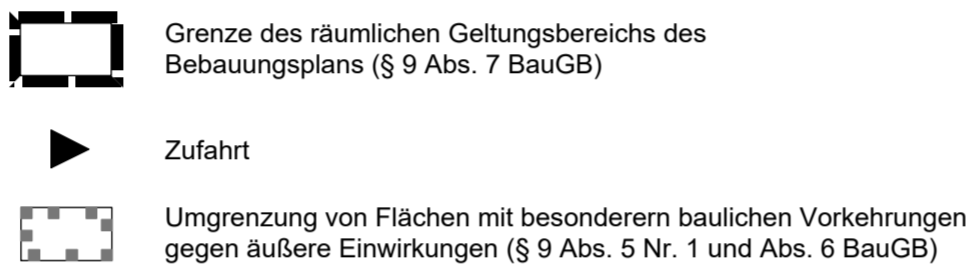 Grenze des räumlichen Geltungsbereichs des
Bebauungsplans (§ 9 Abs. 7 BauGB)
Zufahrt
Umgrenzung von Flächen mit besonderern baulichen Vorkehrungen
gegen äußere Einwirkungen (§ 9 Abs. 5 Nr. 1 und Abs. 6 BauGB)